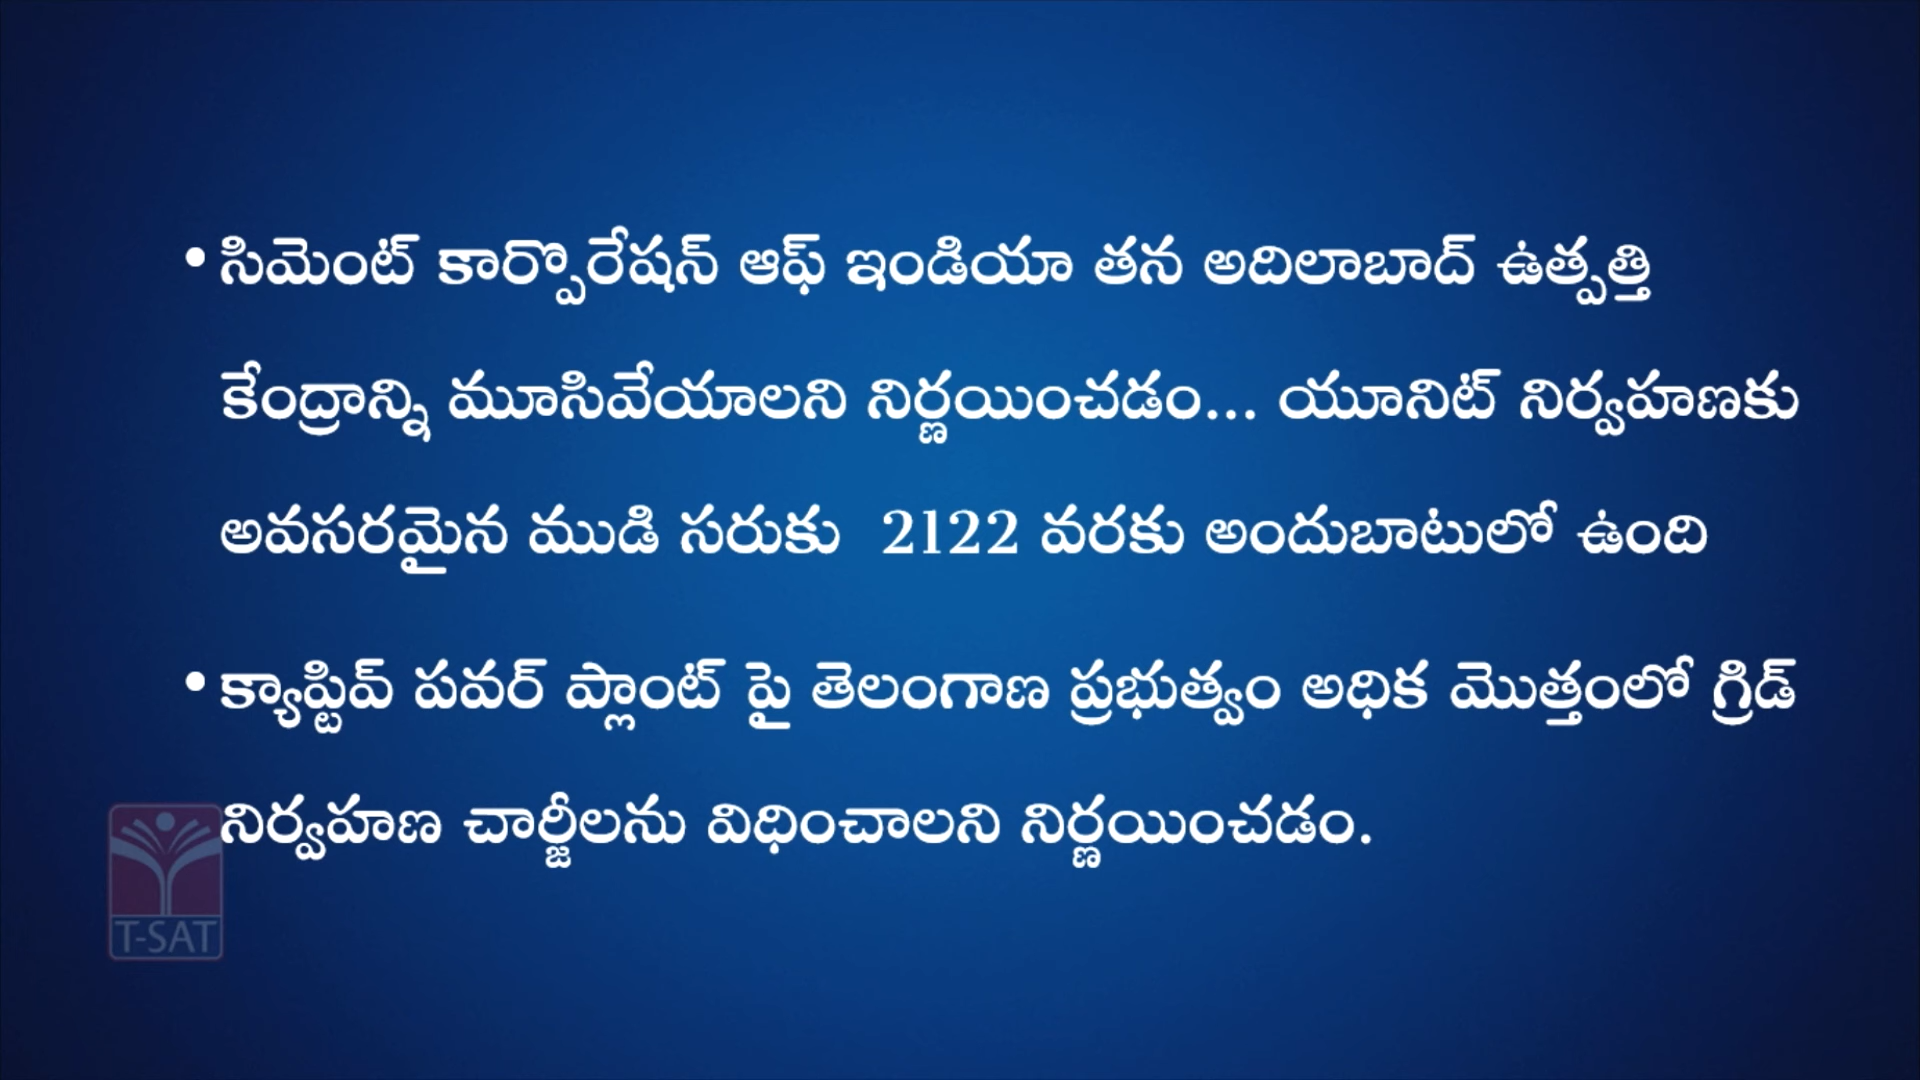 • సిమెంట్ కార్పొరేషన్ ఆఫ్ ఇండియా తన అదిలాబాద్ ఉత్పత్తి
కేంద్రాన్ని మూసివేయాలని నిర్ణయించడం... యూనిట్ నిర్వహణకు
అవసరమైన ముడి సరుకు 2122 వరకు అందుబాటులో ఉంది
• క్యాప్టివ్ పవర్ ప్లాంట్ పై తెలంగాణ ప్రభుత్వం అధిక మొత్తంలో గ్రిడ్
నిర్వహణ చార్జీలను విధించాలని నిర్ణయించడం.
T-SAT